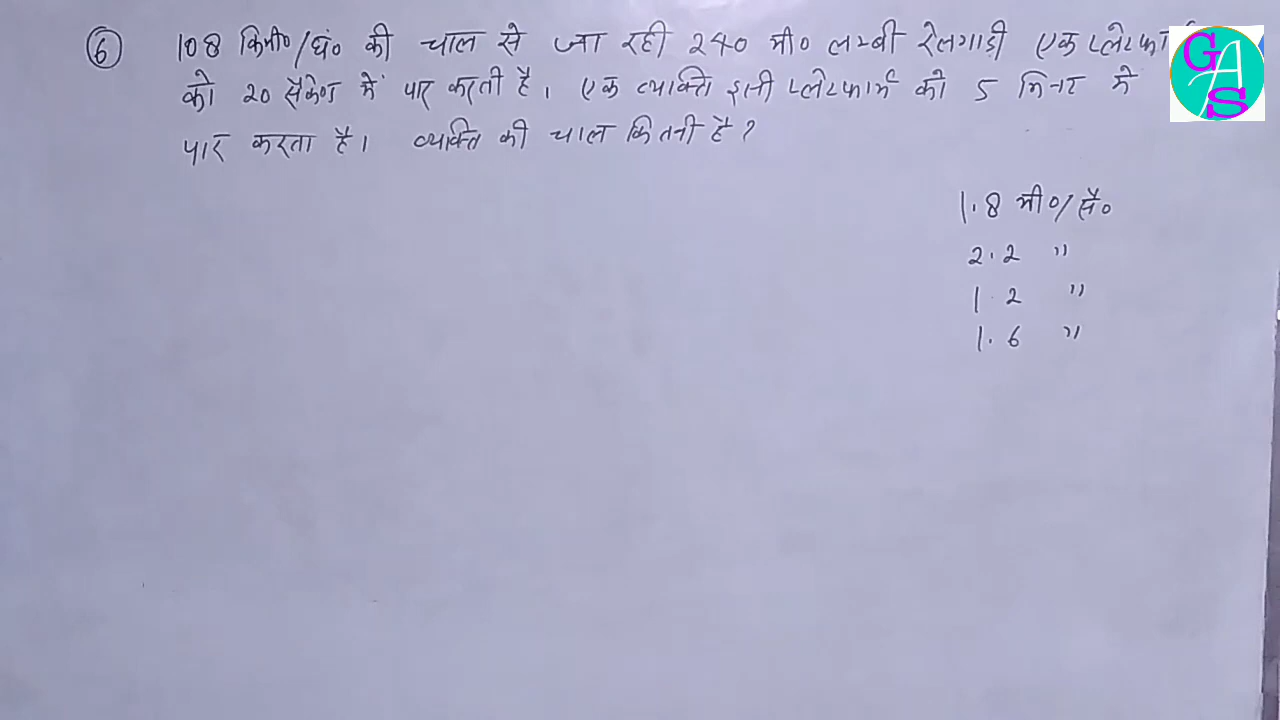 6 108 किमी०/घं० की चाल से जा रही 240 मी० लम्बी रेलगाड़ी एक
को 20 सैकेण्ड में पार करती है। एक व्यक्ति इसी प्लेटफार्म को 5 मिनट मे
पार करता है। व्यक्ति की चाल कितनी है?
1.8 मी०/सै०
2.2 "
1.2 "
1.6 "
GAS